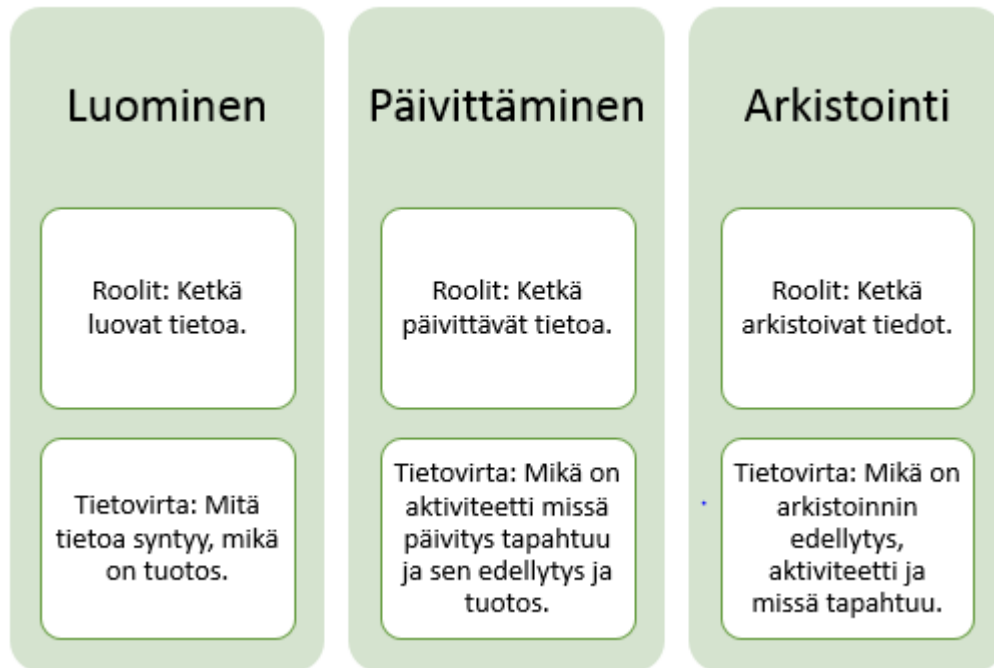 Luominen
Roolit: Ketkä
luovat tietoa.
Tietovirta: Mitä
tietoa syntyy, mikä
on tuotos.
Päivittäminen
Roolit: Ketkä
päivittävät tietoa.
Tietovirta: Mikä on
aktiviteetti missä
päivitys tapahtuu
ja sen edellytys ja
tuotos.
Arkistointi
Roolit: Ketkä
arkistoivat tiedot.
Tietovirta: Mikä on
arkistoinnin
edellytys,
aktiviteetti ja
missä tapahtuu.